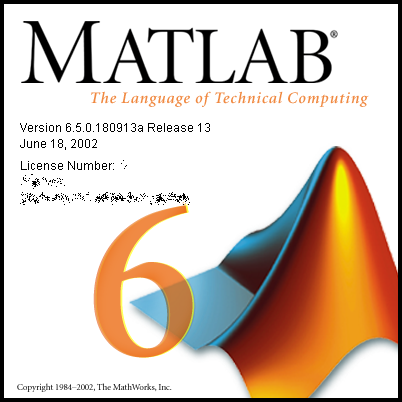 MATLAB®
The Language of Technical Computing
Version 6.5.0.180913a Release 13
June 18, 2002
License Number:
6
Copyright 1984–2002, The MathWorks, Inc.